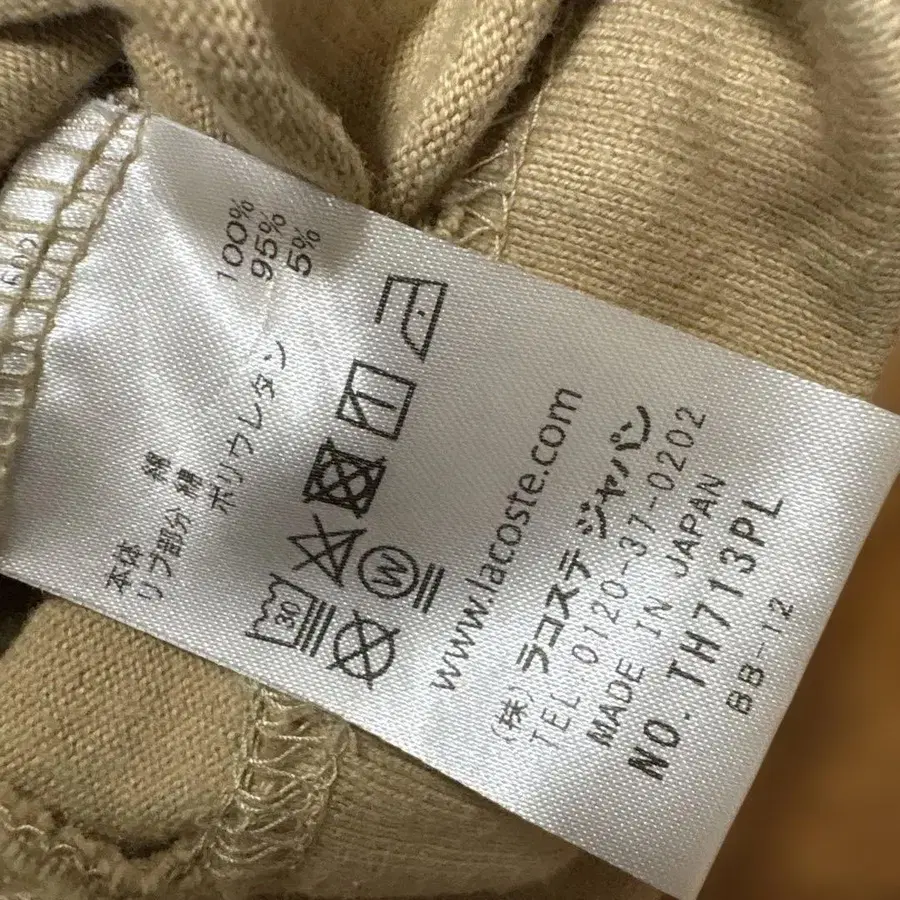 本体 綿 100%
リブ部分 綿 95%
ポリウレタン 5%
30
W
www.lacoste.com
(株) ラコステ ジャパン
TEL.0120-37-0202
MADE IN JAPAN
NO. TH713PL
BB-12